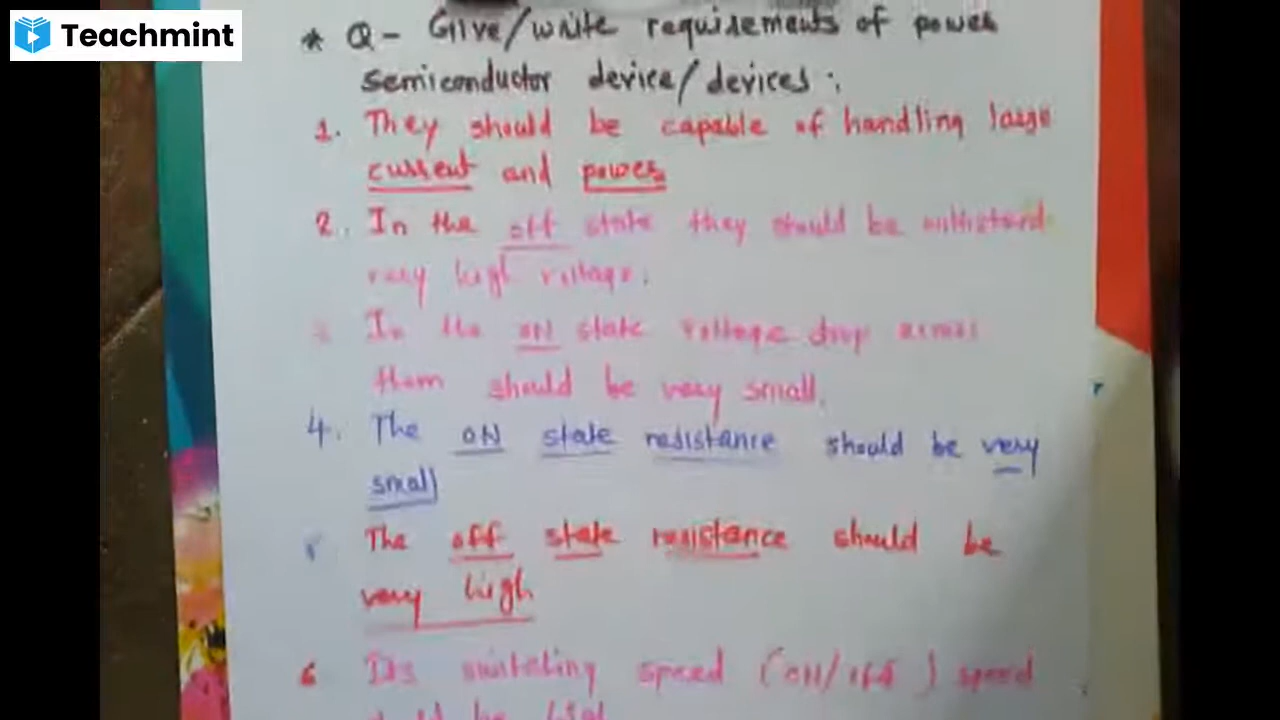 Teachmint
* Q- Give/write requirements of power
semiconductor device/devices:
1. They should be capable of handling large
current and power.
2. In the off state they should be withstand
very high voltage.
In the ON state voltage drop across
them should be very small.
4. The ON state resistance should be very
small
The off state resistance should be
very high
6 Its switching speed (ON/off) speed
be